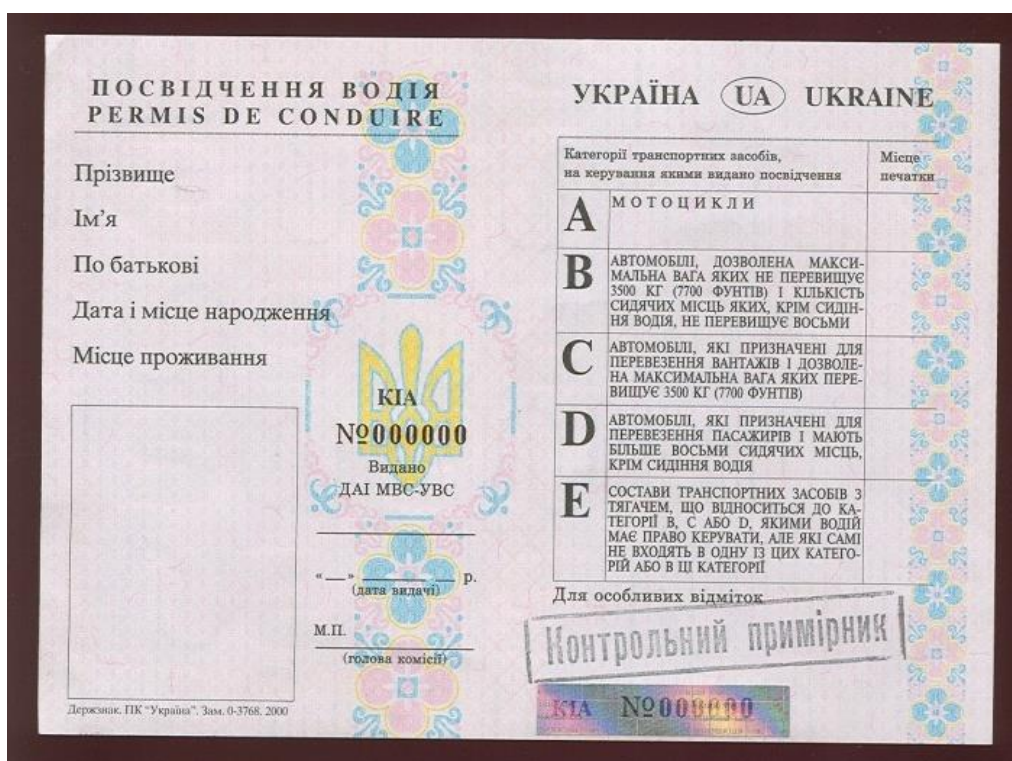 ПОСВІДЧЕННЯ ВОДІЯ
PERMIS DE CONDUIRE
Прізвище
Ім’я
По батькові
Дата і місце народження
Місце проживання
КІА
№000000
Видано
ДАІ МВС-УВС
« » р.
(дата видачі)
М.П.
(голова комісії)
Держзнак. ПК "Україна". Зам. 0-3768. 2000
УКРАЇНА UA UKRAINE
Категорії транспортних засобів,
на керування якими видано посвідчення
Місце
печатки
A МОТОЦИКЛИ
B АВТОМОБІЛІ, ДОЗВОЛЕНА МАКСИ-
МАЛЬНА ВАГА ЯКИХ НЕ ПЕРЕВИЩУЄ
3500 КГ (7700 ФУНТІВ) І КІЛЬКІСТЬ
СИДЯЧИХ МІСЦЬ ЯКИХ, КРІМ СИДІН-
НЯ ВОДІЯ, НЕ ПЕРЕВИЩУЄ ВОСЬМИ
C АВТОМОБІЛІ, ЯКІ ПРИЗНАЧЕНІ ДЛЯ
ПЕРЕВЕЗЕННЯ ВАНТАЖІВ І ДОЗВОЛЕ-
НА МАКСИМАЛЬНА ВАГА ЯКИХ ПЕРЕ-
ВИЩУЄ 3500 КГ (7700 ФУНТІВ)
D АВТОМОБІЛІ, ЯКІ ПРИЗНАЧЕНІ ДЛЯ
ПЕРЕВЕЗЕННЯ ПАСАЖИРІВ І МАЮТЬ
БІЛЬШЕ ВОСЬМИ СИДЯЧИХ МІСЦЬ,
КРІМ СИДІННЯ ВОДІЯ
E СОСТАВИ ТРАНСПОРТНИХ ЗАСОБІВ З
ТЯГАЧЕМ, ЩО ВІДНОСИТЬСЯ ДО КА-
ТЕГОРІЇ В, С АБО D, ЯКИМИ ВОДІЙ
МАЄ ПРАВО КЕРУВАТИ, АЛЕ ЯКІ САМІ
НЕ ВХОДЯТЬ В ОДНУ ІЗ ЦИХ КАТЕГО-
РІЙ АБО В ЦІ КАТЕГОРІЇ
Для особливих відміток
Контрольний примірник
КІА №000000